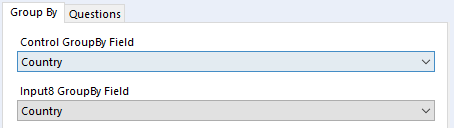 Group By Questions
Control GroupBy Field
Country
Input8 GroupBy Field
Country